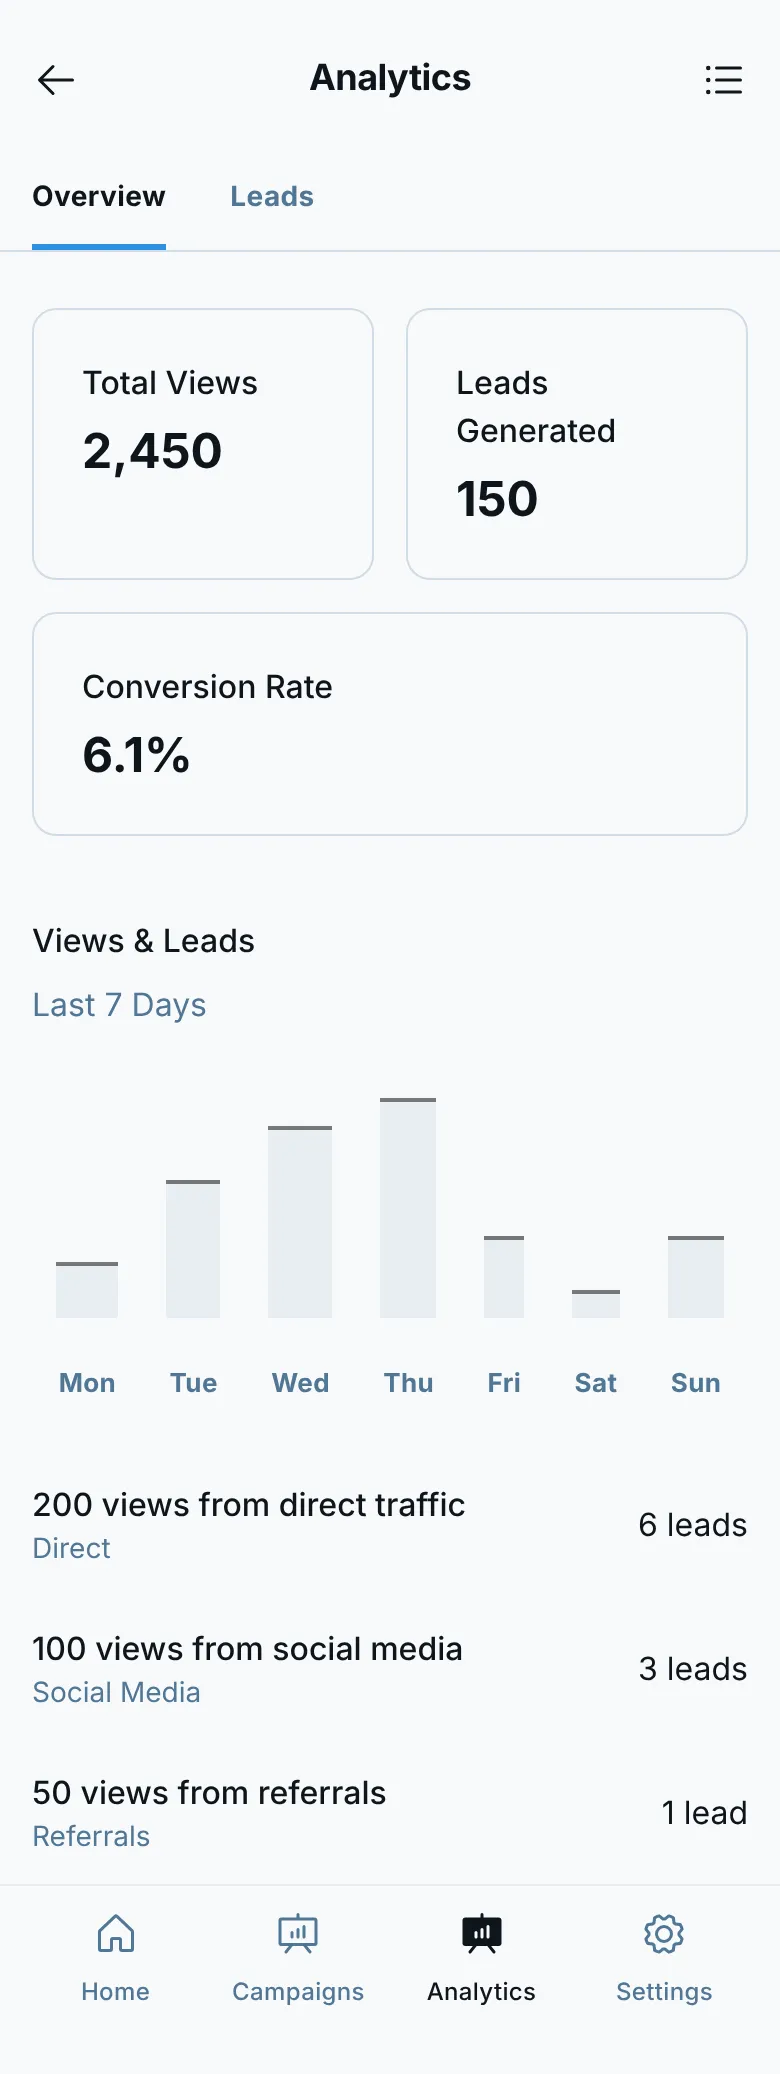 Analytics
Overview Leads
Total Views
2,450
Leads
Generated
150
Conversion Rate
6.1%
Views & Leads
Last 7 Days
Mon Tue Wed Thu Fri Sat Sun
200 views from direct traffic
Direct
6 leads
100 views from social media
Social Media
3 leads
50 views from referrals
Referrals
1 lead
Home Campaigns Analytics Settings